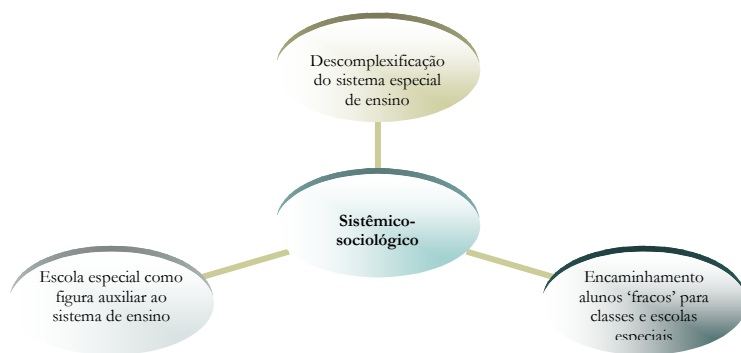 Descomplexificação
do sistema especial
de ensino
Sistêmico-
sociológico
Escola especial como
figura auxiliar ao
sistema de ensino
Encaminhamento
alunos ‘fracos’ para
classes e escolas
especiais